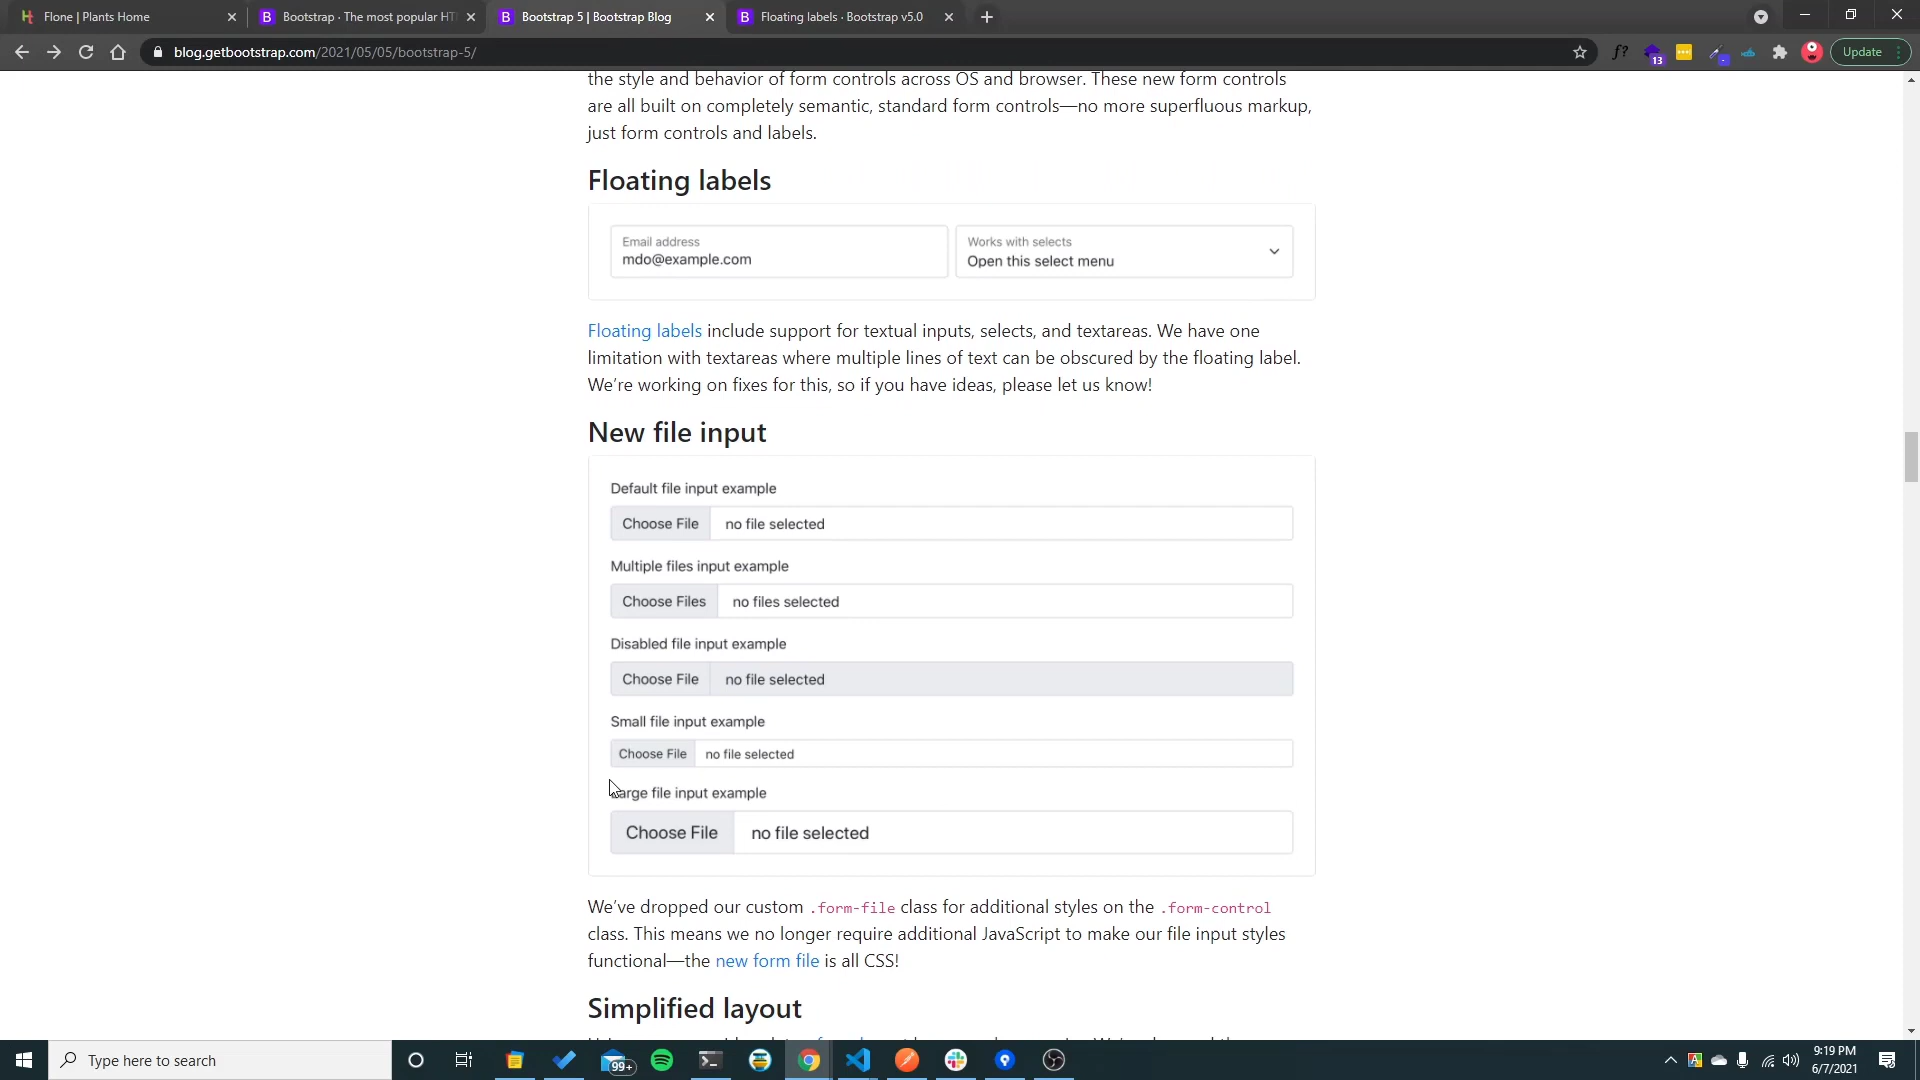 Flone | Plants Home
Bootstrap · The most popular HT
Bootstrap 5 | Bootstrap Blog
Floating labels · Bootstrap v5.0
blog.getbootstrap.com/2021/05/05/bootstrap-5/
f?
13
Update
the style and behavior of form controls across OS and browser. These new form controls
are all built on completely semantic, standard form controls—no more superfluous markup,
just form controls and labels.
Floating labels
Email address
mdo@example.com
Works with selects
Open this select menu
Floating labels include support for textual inputs, selects, and textareas. We have one
limitation with textareas where multiple lines of text can be obscured by the floating label.
We’re working on fixes for this, so if you have ideas, please let us know!
New file input
Default file input example
Choose File no file selected
Multiple files input example
Choose Files no files selected
Disabled file input example
Choose File no file selected
Small file input example
Choose File no file selected
Large file input example
Choose File no file selected
We’ve dropped our custom .form-file class for additional styles on the .form-control
class. This means we no longer require additional JavaScript to make our file input styles
functional—the new form file is all CSS!
Simplified layout
Type here to search
99+
9:19 PM
6/7/2021